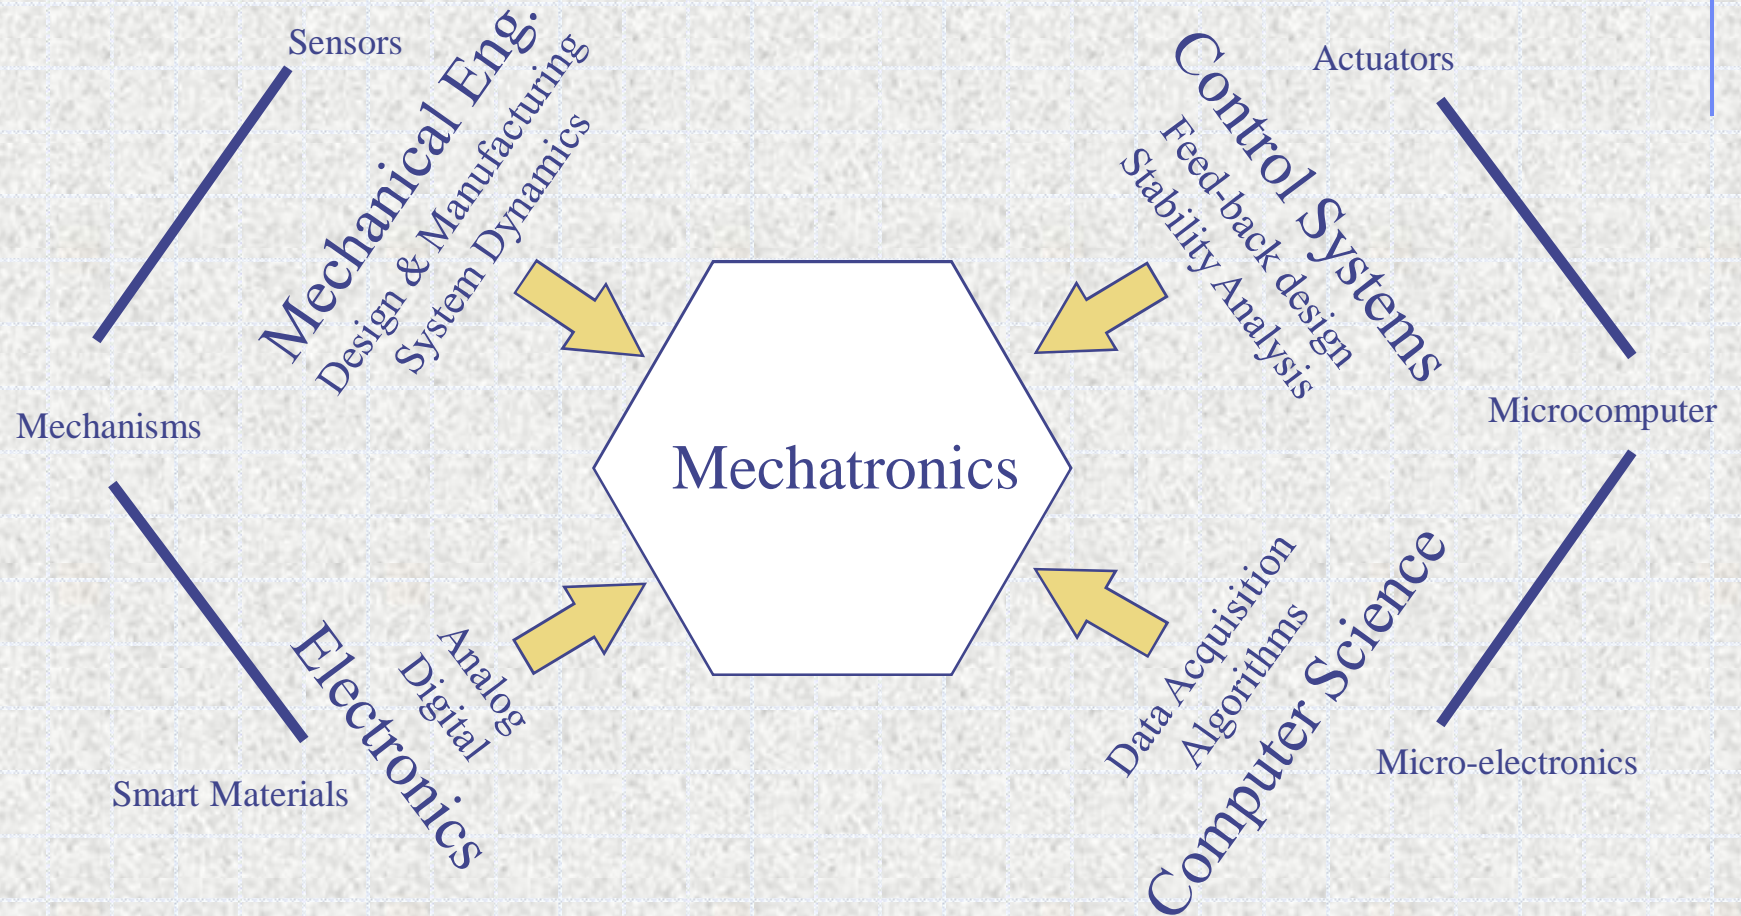 Sensors
Mechanical Eng.
Design & Manufacturing
System Dynamics
Control Systems
Feed-back design
Stability Analysis
Actuators
Mechanisms
Mechatronics
Microcomputer
Electronics
Digital
Analog
Data Acquisition
Algorithms
Computer Science
Smart Materials
Micro-electronics